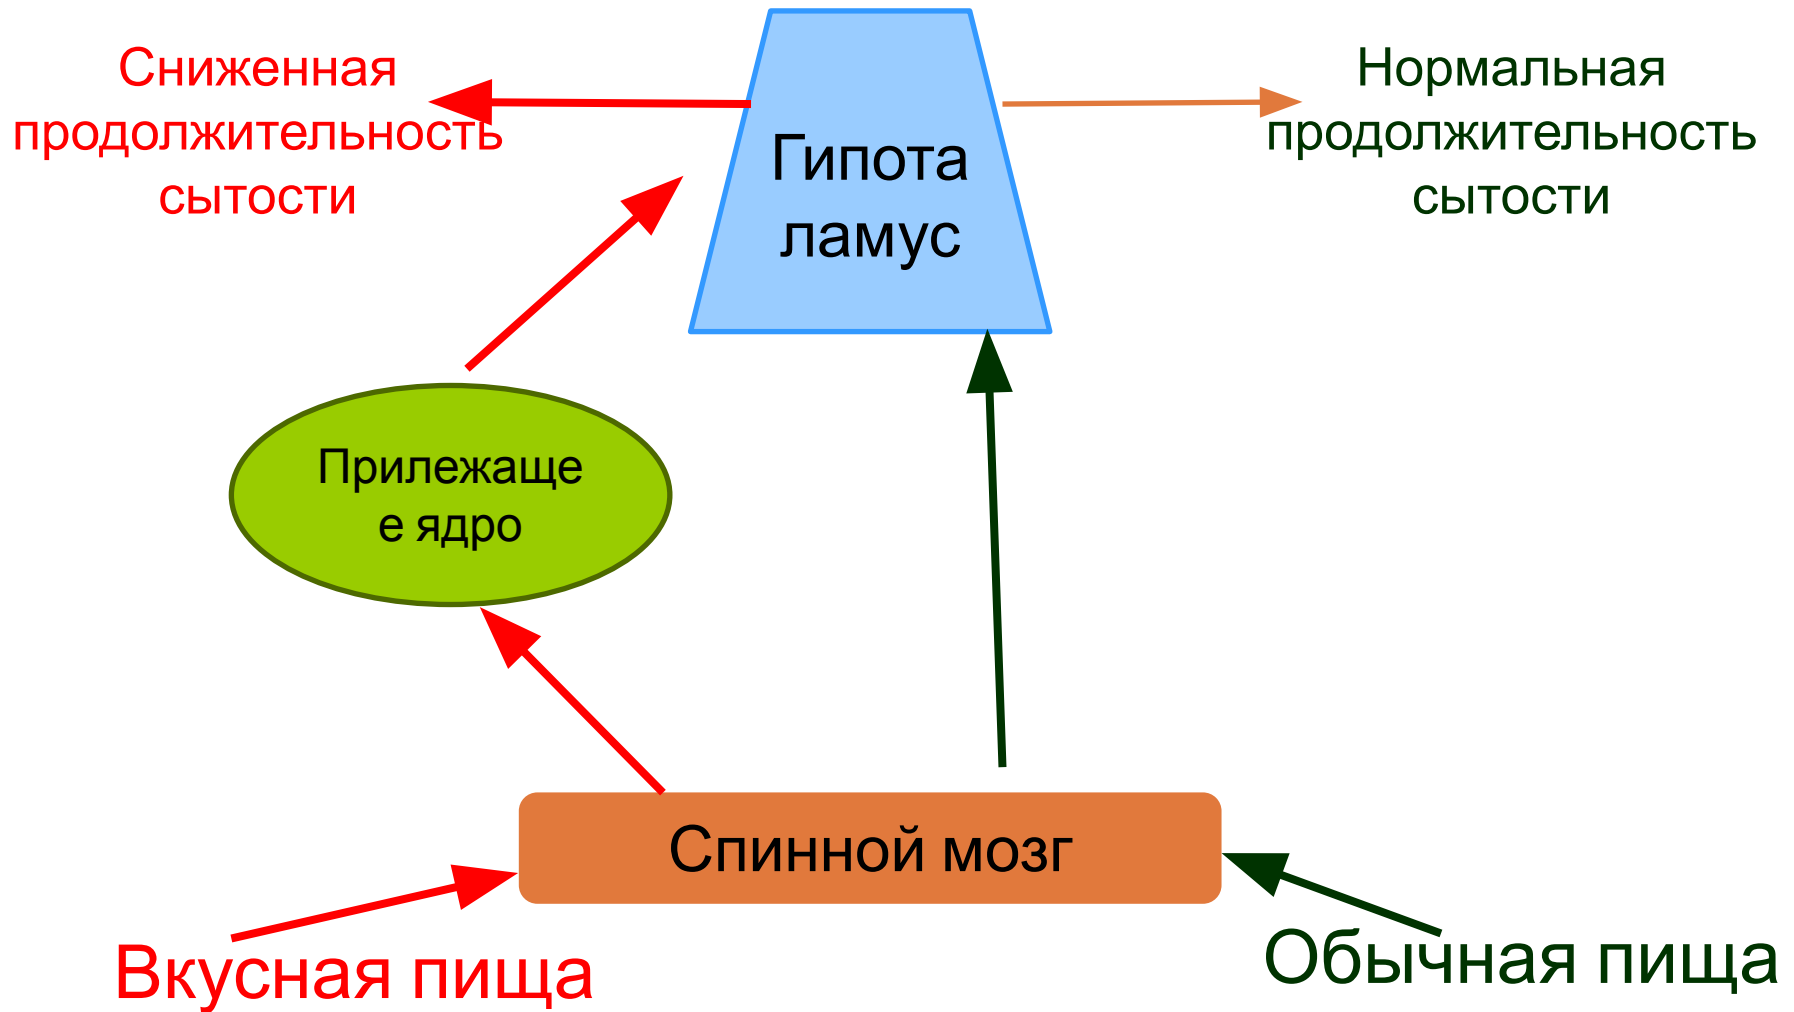 Сниженная
продолжительность
сытости
Гипота
ламус
Нормальная
продолжительность
сытости
Прилежаще
е ядро
Спинной мозг
Вкусная пища
Обычная пища